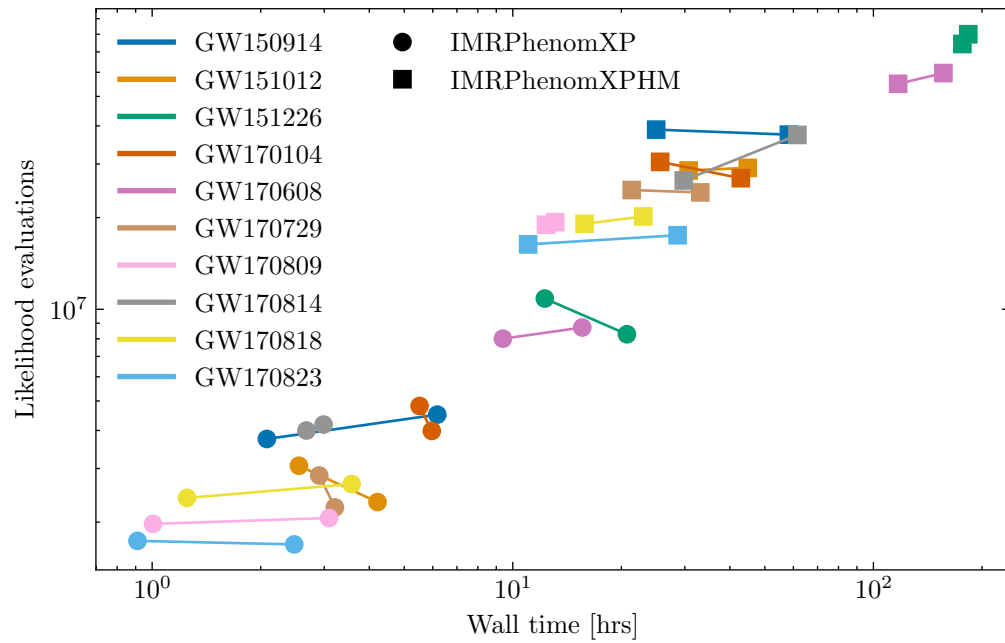 GW150914
GW151012
GW151226
GW170104
GW170608
GW170729
GW170809
GW170814
GW170818
GW170823
IMRPhenomXP
IMRPhenomXPHM
Likelihood evaluations
10^7
10^0
10^1
10^2
Wall time [hrs]